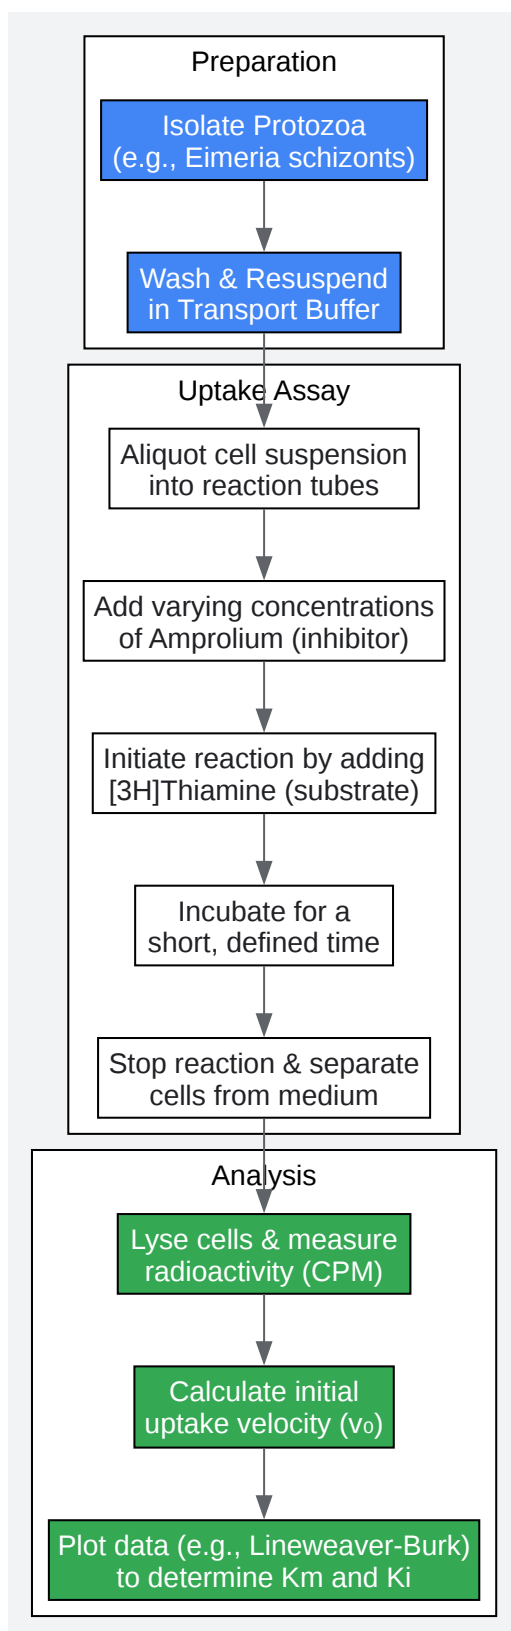 Preparation
Isolate Protozoa
(e.g., Eimeria schizonts)
Wash & Resuspend
in Transport Buffer
Uptake Assay
Aliquot cell suspension
into reaction tubes
Add varying concentrations
of Amprolium (inhibitor)
Initiate reaction by adding
[3H]Thiamine (substrate)
Incubate for a
short, defined time
Stop reaction & separate
cells from medium
Analysis
Lyse cells & measure
radioactivity (CPM)
Calculate initial
uptake velocity (v₀)
Plot data (e.g., Lineweaver-Burk)
to determine Km and Ki